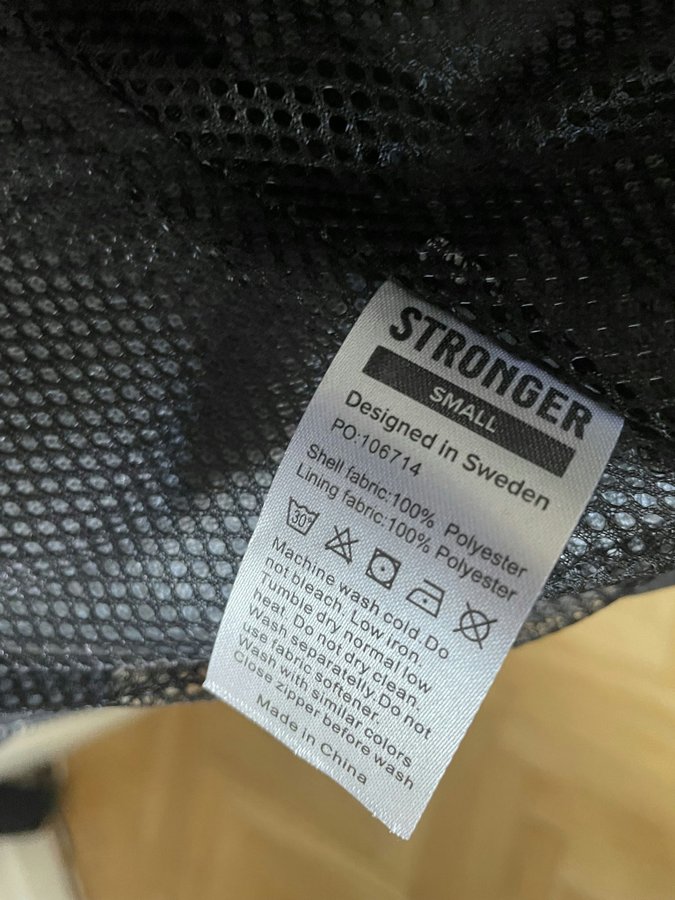 STRONGER
SMALL
Designed in Sweden
PO:106714
Shell fabric:100% Polyester
Lining fabric:100% Polyester
30°
Machine wash cold. Do
not bleach. Low iron.
Tumble dry normal low
heat. Do not dry clean.
Wash separatelly. Do not
use fabric softener.
Wash with similar colors
Close Zipper before wash
Made in China